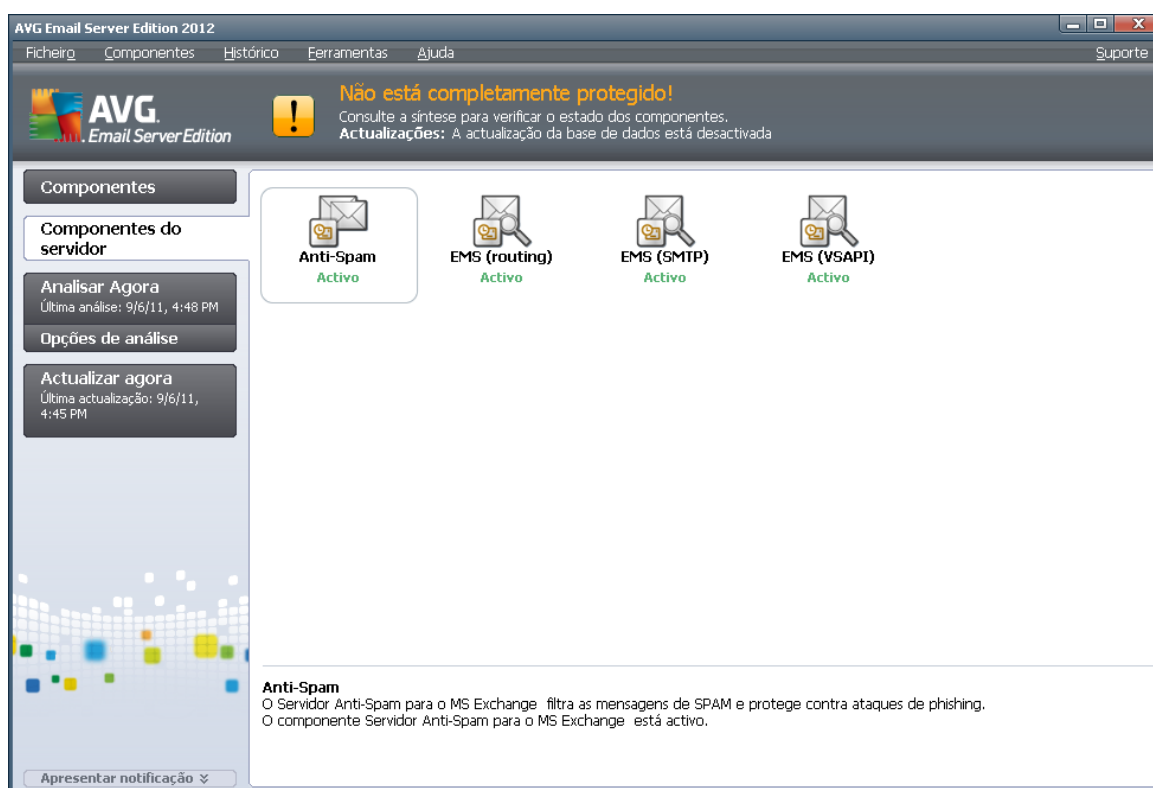 AVG Email Server Edition 2012
Ficheiro Componentes Histórico Ferramentas Ajuda Suporte
AVG.
Email Server Edition
Não está completamente protegido!
Consulte a síntese para verificar o estado dos componentes.
Actualizações: A actualização da base de dados está desactivada
Componentes
Componentes do
servidor
Analisar Agora
Última análise: 9/6/11, 4:48 PM
Opções de análise
Actualizar agora
Última actualização: 9/6/11,
4:45 PM
Anti-Spam
Activo
EMS (routing)
Activo
EMS (SMTP)
Activo
EMS (VSAPI)
Activo
Anti-Spam
O Servidor Anti-Spam para o MS Exchange filtra as mensagens de SPAM e protege contra ataques de phishing.
O componente Servidor Anti-Spam para o MS Exchange está activo.
Apresentar notificação